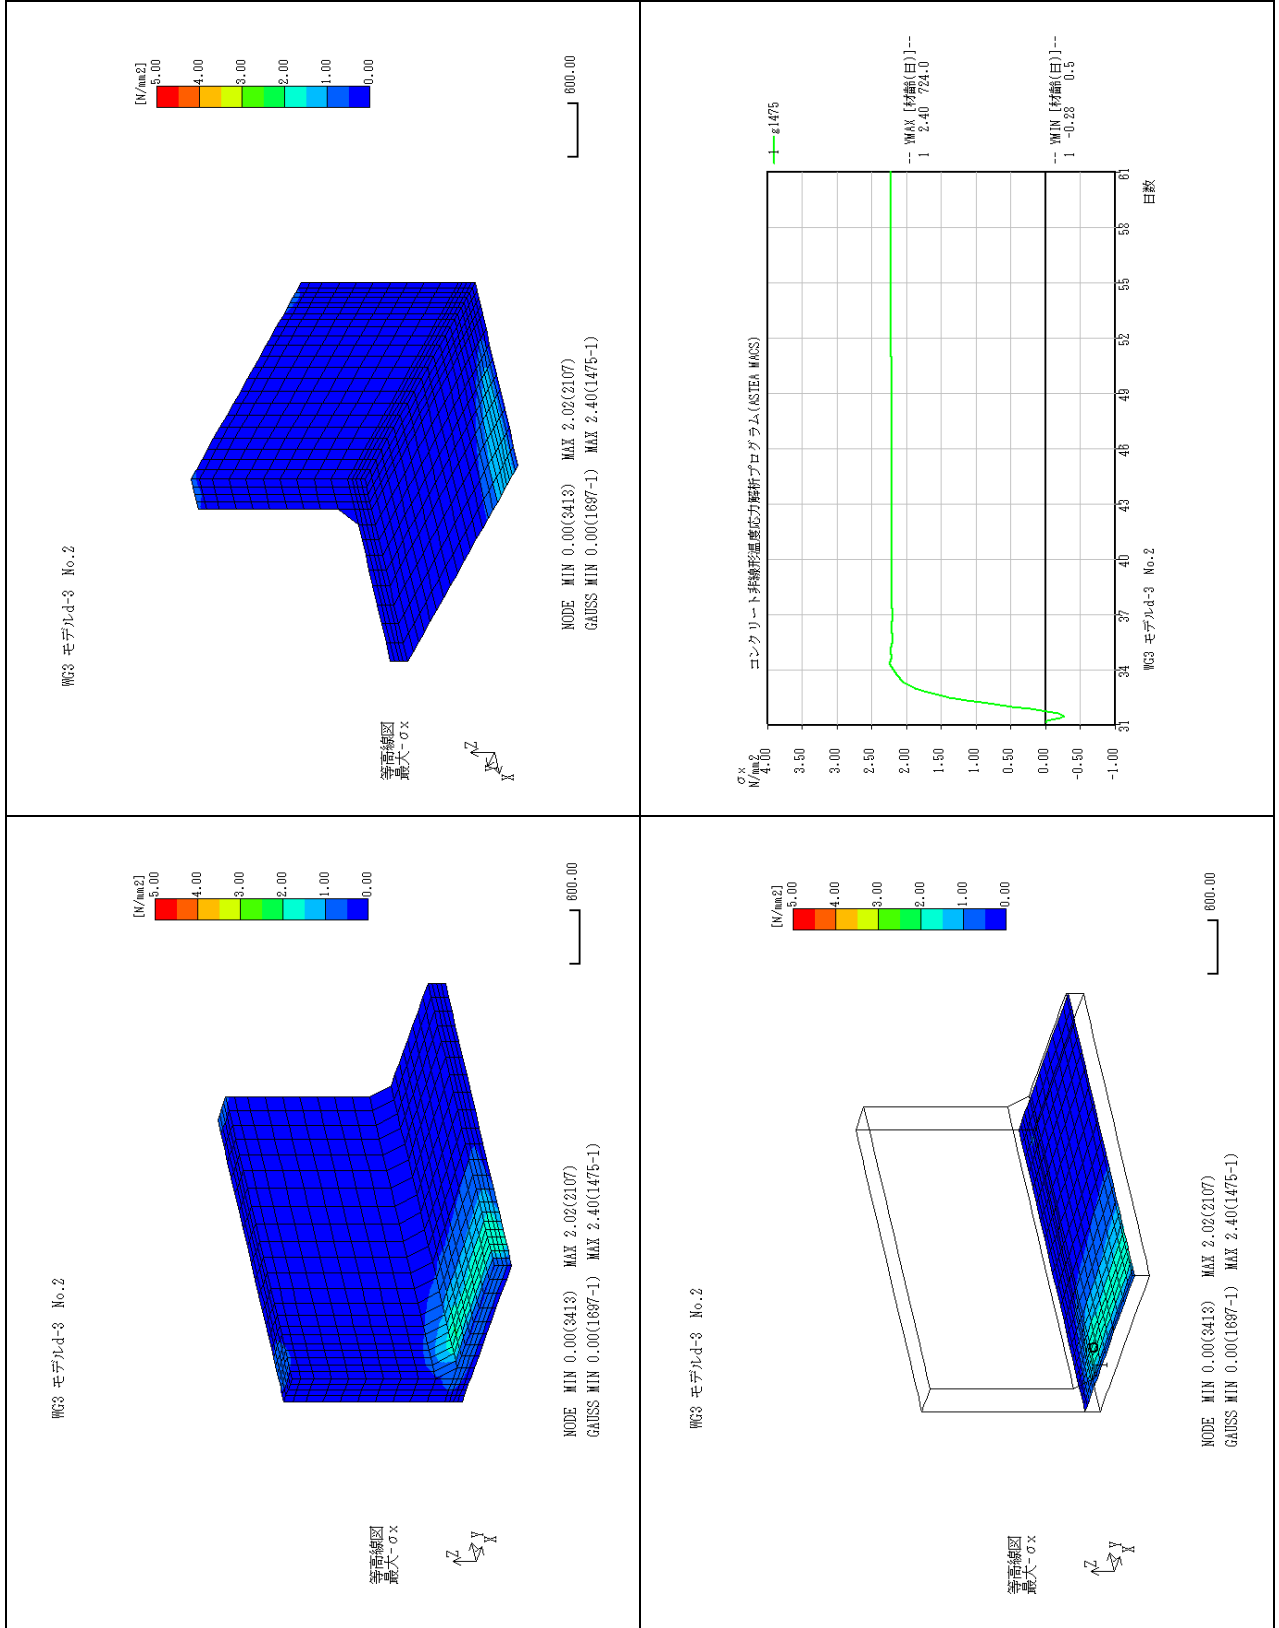 WG3 モデルd-3 No.2
[N/mm2]
5.00
4.00
3.00
2.00
1.00
0.00
600.00
等高線図
最大-σx
Z
Y
X
NODE MIN 0.00(3413) MAX 2.02(2107)
GAUSS MIN 0.00(1697-1) MAX 2.40(1475-1)
WG3 モデルd-3 No.2
[N/mm2]
5.00
4.00
3.00
2.00
1.00
0.00
600.00
等高線図
最大-σx
Z
Y
X
NODE MIN 0.00(3413) MAX 2.02(2107)
GAUSS MIN 0.00(1697-1) MAX 2.40(1475-1)
WG3 モデルd-3 No.2
[N/mm2]
5.00
4.00
3.00
2.00
1.00
0.00
600.00
等高線図
最大-σx
Z
Y
X
1
NODE MIN 0.00(3413) MAX 2.02(2107)
GAUSS MIN 0.00(1697-1) MAX 2.40(1475-1)
コンクリート非線形温度応力解析プログラム(ASTEA MACS)
σx
N/mm2
4.00
3.50
3.00
2.50
2.00
1.50
1.00
0.50
0.00
-0.50
-1.00
31 34 37 40 43 46 49 52 55 58 61
日数
1 g1475
-- YMAX [材齢(日)]--
1 2.40 724.0
-- YMIN [材齢(日)]--
1 -0.28 0.5
WG3 モデルd-3 No.2